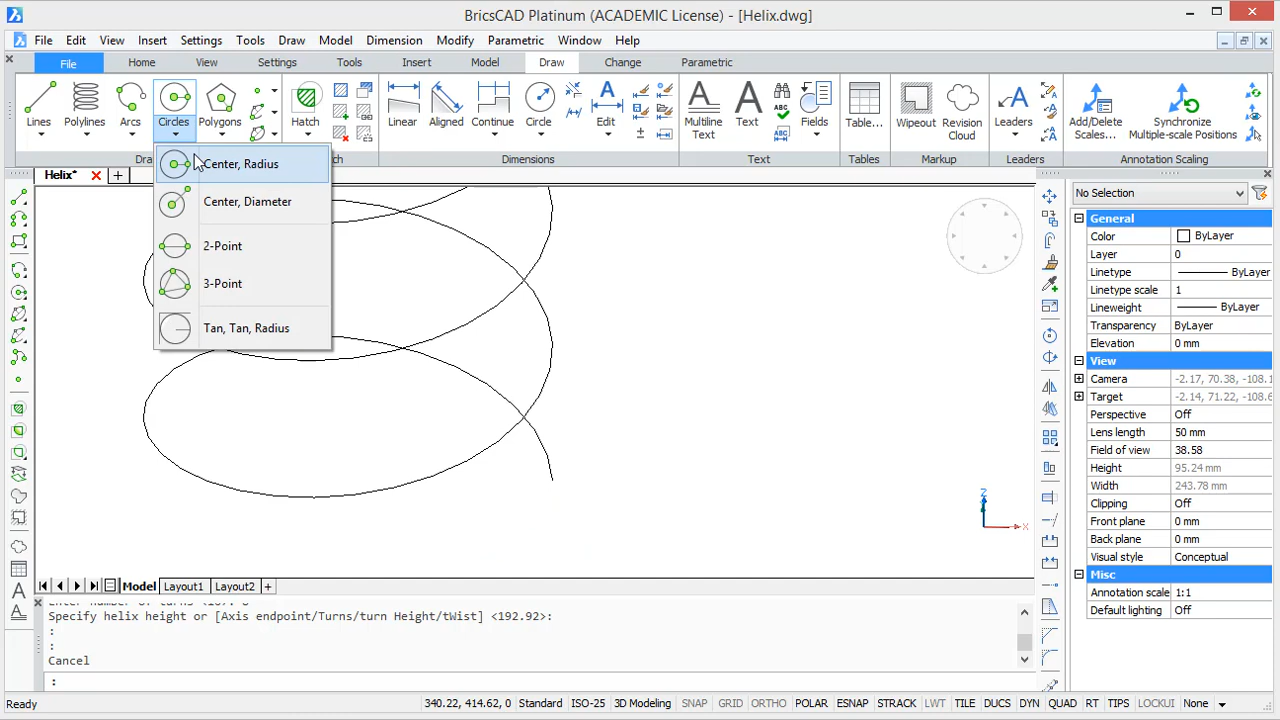 BricsCAD Platinum (ACADEMIC License) - [Helix.dwg]
File Edit View Insert Settings Tools Draw Model Dimension Modify Parametric Window Help
File Home View Settings Tools Insert Model Draw Change Parametric
Lines Polylines Arcs Circles Polygons Hatch Linear Aligned Continue Circle Edit Multiline Text Text Fields Table... Wipeout Revision Cloud Leaders Add/Delete Scales... Synchronize Multiple-Scale Positions
Dra ch Dimensions Text Tables Markup Leaders Annotation Scaling
Helix*
Center, Radius
Center, Diameter
2-Point
3-Point
Tan, Tan, Radius
No Selection
General
Color ByLayer
Layer 0
Linetype ByLayer
Linetype scale 1
Lineweight ByLayer
Transparency ByLayer
Elevation 0 mm
View
Camera -2.17, 70.38, -108.1
Target -2.14, 71.22, -108.6
Perspective Off
Lens length 50 mm
Field of view 38.58
Height 95.24 mm
Width 243.78 mm
Clipping Off
Front plane 0 mm
Back plane 0 mm
Visual style Conceptual
Misc
Annotation scale 1:1
Default lighting Off
Z
X
Model Layout1 Layout2 +
Specify helix height or [Axis endpoint/Turns/turn Height/tWist] <192.92>:
:
:
Cancel
:
Ready 340.22, 414.62, 0 ISO-25 3D Modeling SNAP GRID ORTHO POLAR ESNAP STRACK LWT TILE DUCS DYN QUAD RT TIPS LOCKUI None